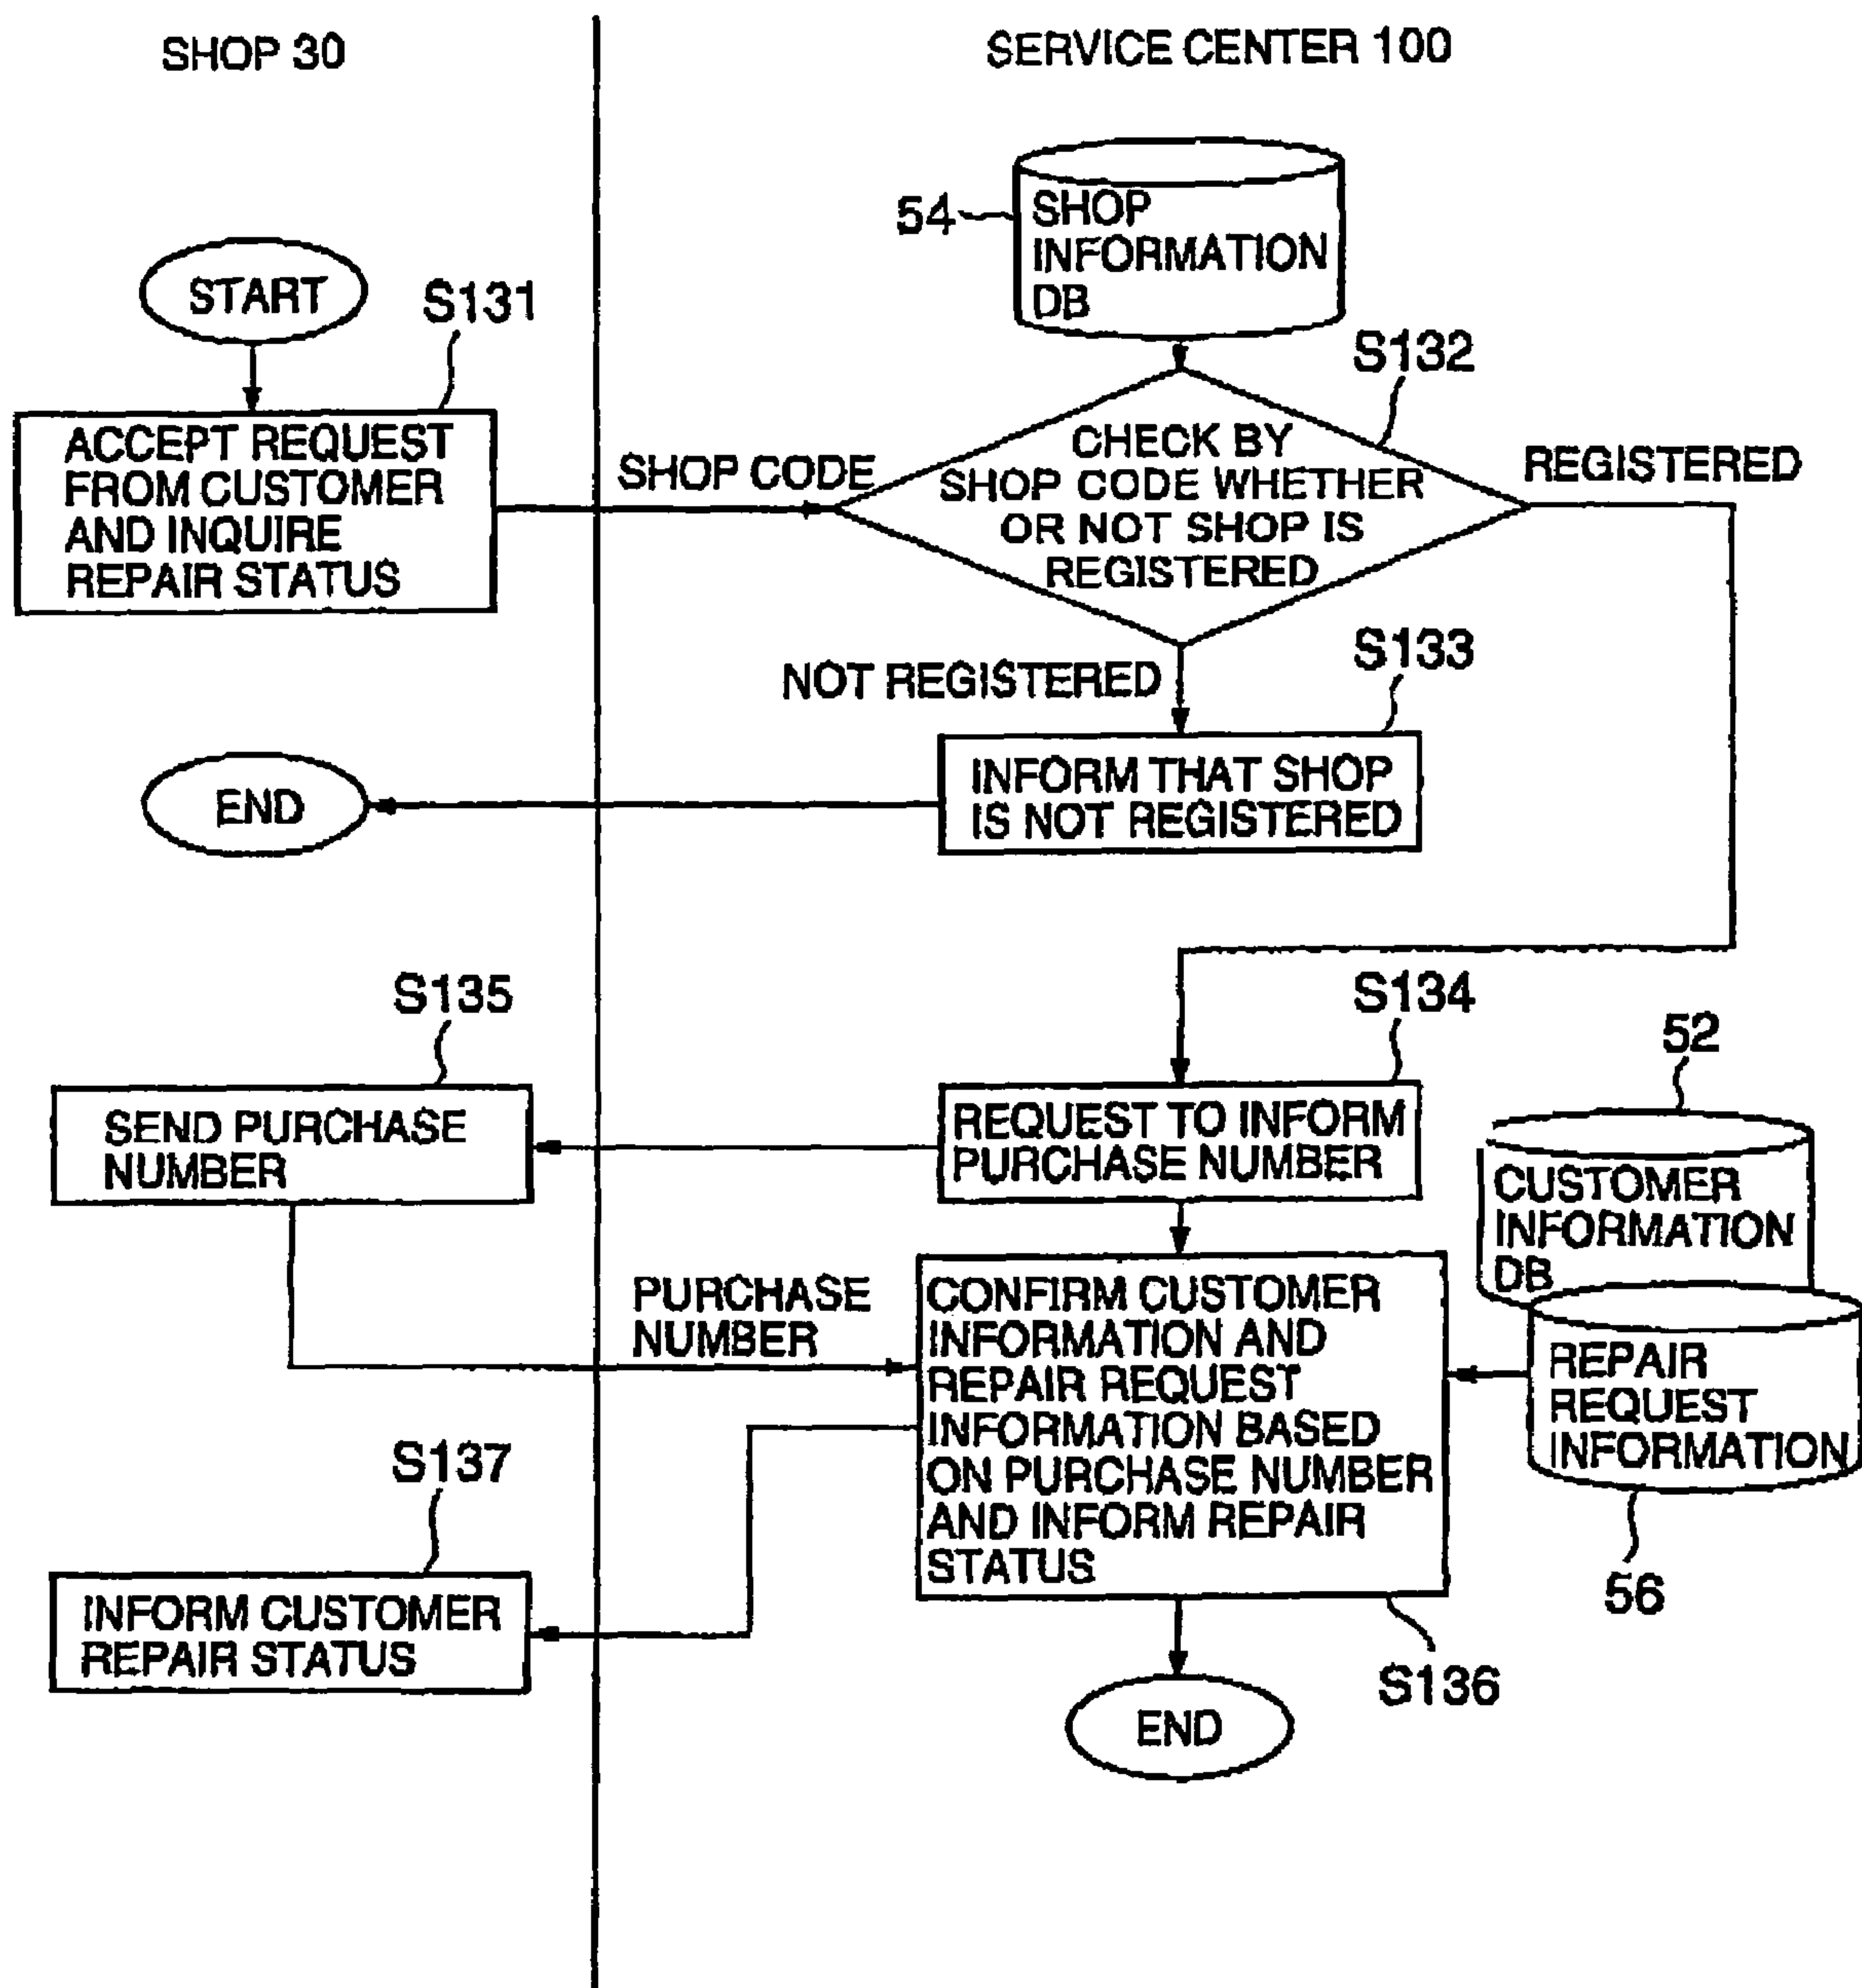 SHOP 30
SERVICE CENTER 100
54
SHOP
INFORMATION
DB
START
S131
S132
ACCEPT REQUEST
FROM CUSTOMER
AND INQUIRE
REPAIR STATUS
SHOP CODE
CHECK BY
SHOP CODE WHETHER
OR NOT SHOP IS
REGISTERED
REGISTERED
NOT REGISTERED
S133
END
INFORM THAT SHOP
IS NOT REGISTERED
S135
S134
52
SEND PURCHASE
NUMBER
REQUEST TO INFORM
PURCHASE NUMBER
CUSTOMER
INFORMATION
DB
PURCHASE
NUMBER
CONFIRM CUSTOMER
INFORMATION AND
REPAIR REQUEST
INFORMATION BASED
ON PURCHASE NUMBER
AND INFORM REPAIR
STATUS
REPAIR
REQUEST
INFORMATION
56
S137
INFORM CUSTOMER
REPAIR STATUS
S136
END